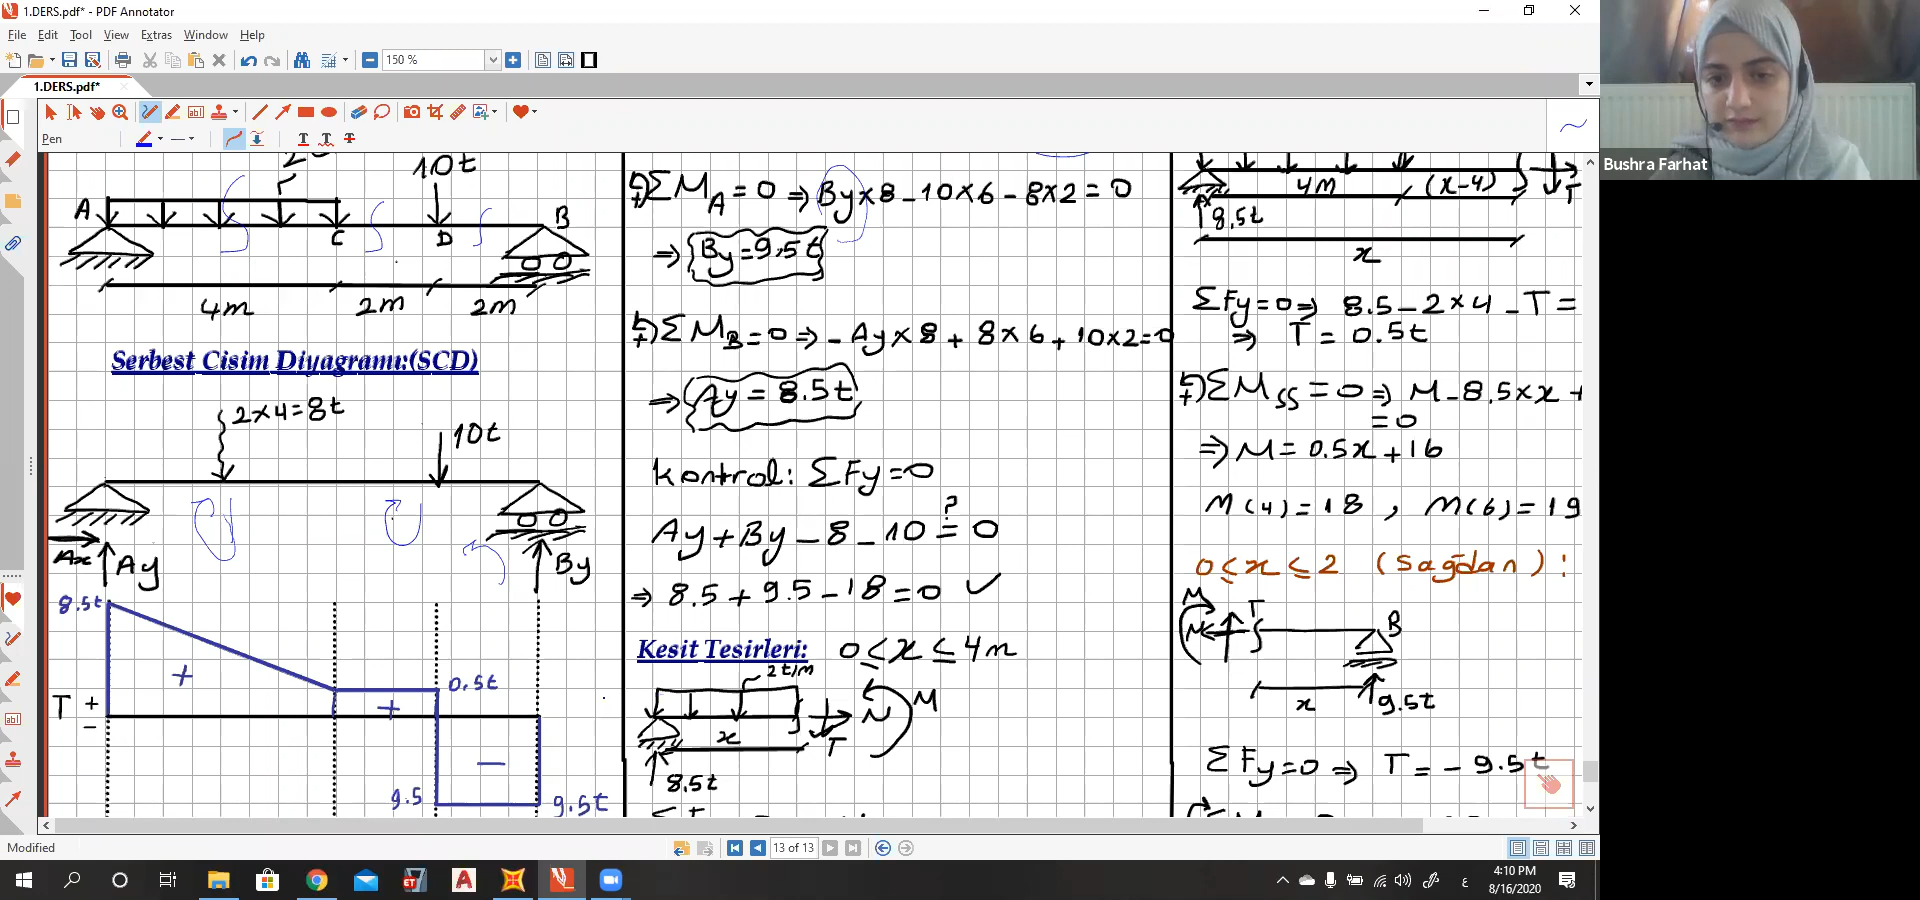 1.DERS.pdf* - PDF Annotator
File Edit Tool View Extras Window Help
150 %
1.DERS.pdf*
Pen
10t
A
C
D
B
4m
2m
2m
Serbest Cisim Diyagramı:(SCD)
2×4=8t
10t
Ax
Ay
By
8.5t
+
0.5t
T + −
+
−
9.5
9.5t
+ΣM_A=0 ⇒ By×8−10×6−8×2=0
⇒ By=9.5t
+ΣM_B=0 ⇒ −Ay×8+8×6+10×2=0
⇒ Ay=8.5t
kontrol: ΣFy=0
?
Ay+By−8−10=0
⇒ 8.5+9.5−18=0 ✓
Kesit Tesirleri: 0≤x≤4m
2t/m
N
M
T
x
8.5t
4m
(x−4)
T
8.5t
x
ΣFy=0⇒ 8.5−2×4−T=
⇒ T=0.5t
+ΣM_ss=0⇒ M−8.5×x+
=0
⇒M=0.5x+16
M(4)=18, M(6)=19
0≤x≤2 (Sağdan):
M
T
N
B
x
9.5t
ΣFy=0⇒ T=−9.5t
Modified
13 of 13
4:10 PM
8/16/2020
ع
Bushra Farhat